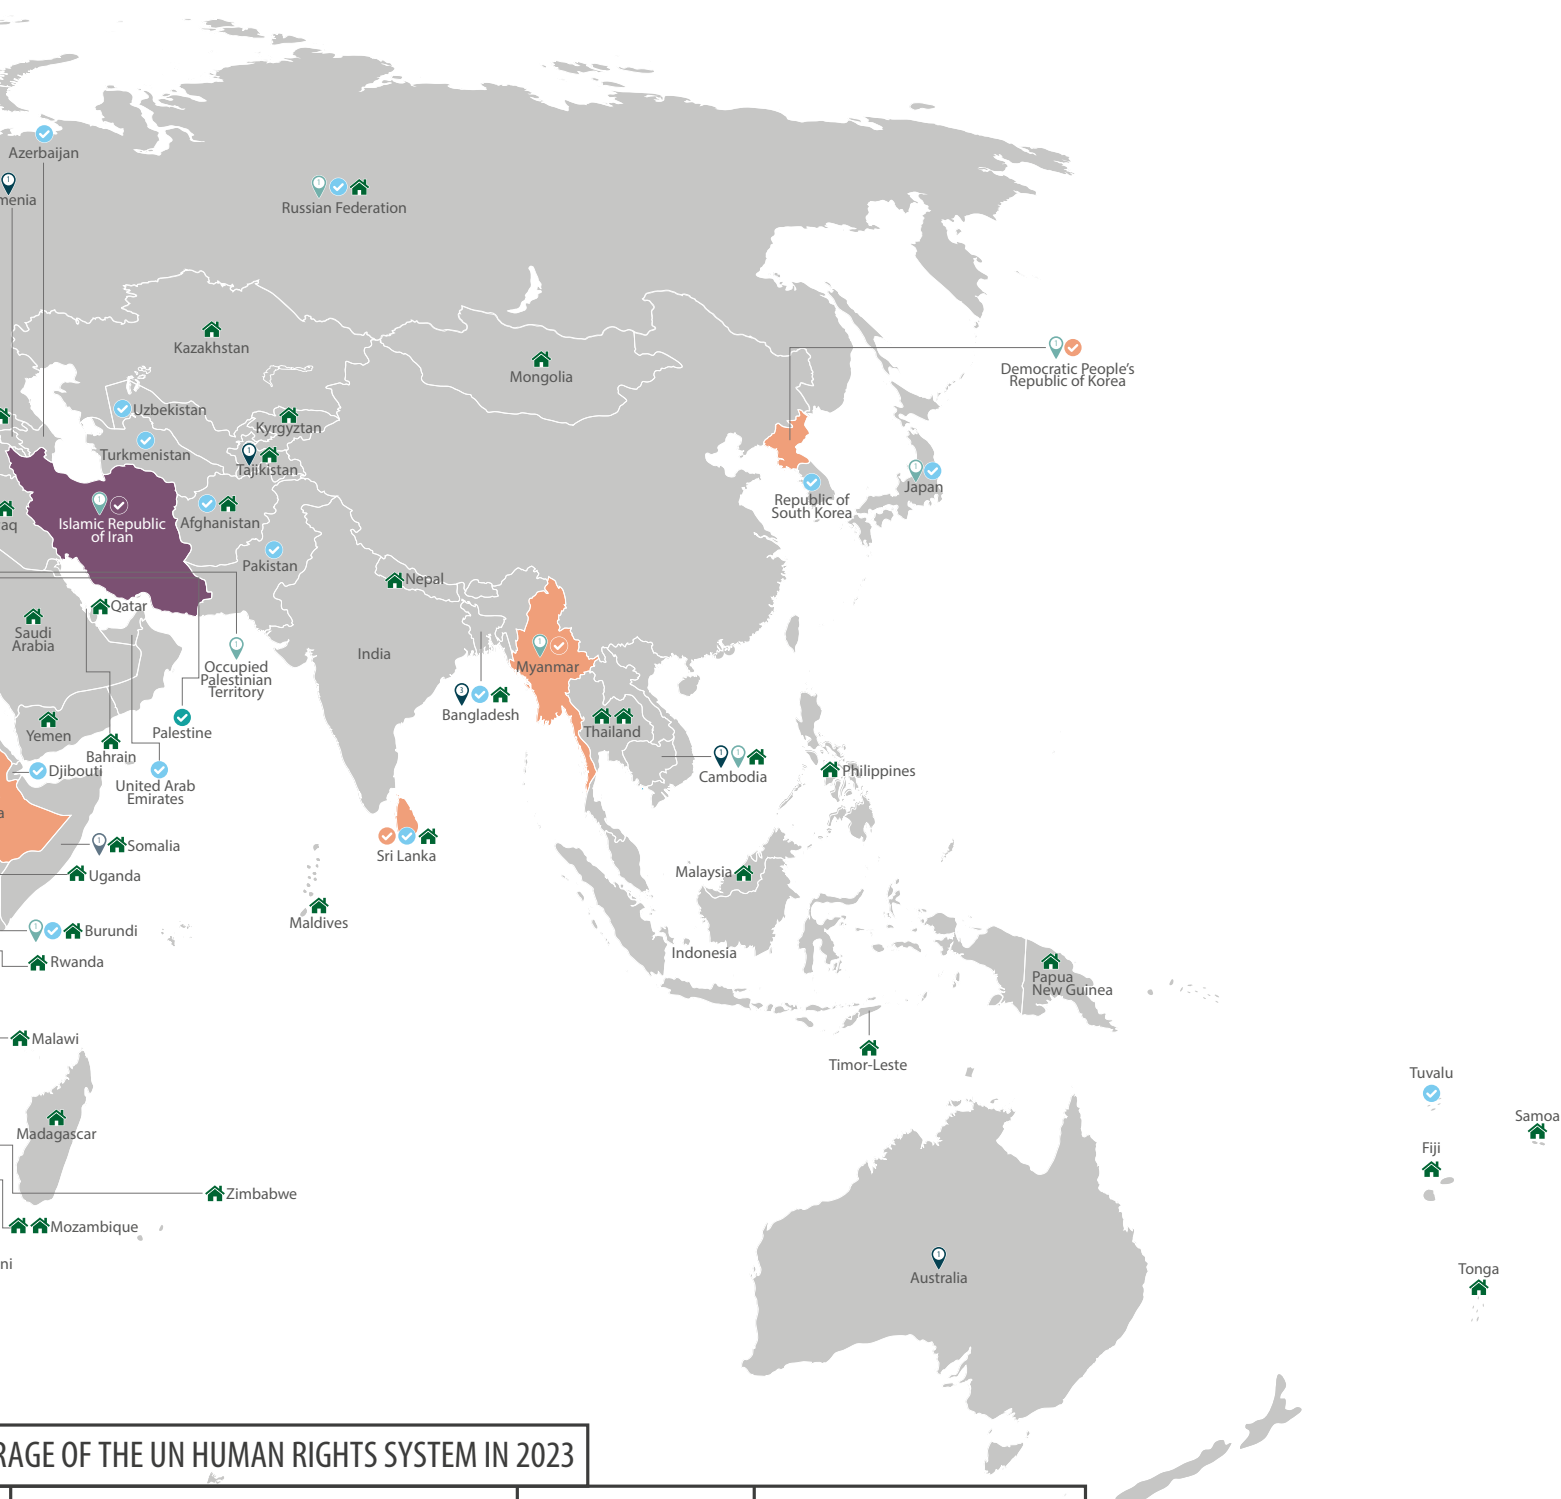 Azerbaijan
menia
Russian Federation
Kazakhstan
Mongolia
Democratic People's
Republic of Korea
Uzbekistan
Kyrgyztan
Turkmenistan
Tajikistan
Japan
Republic of
South Korea
Islamic Republic
of Iran
Afghanistan
aq
Pakistan
Nepal
Qatar
Saudi
Arabia
India
Myanmar
Occupied
Palestinian
Territory
Bangladesh
Thailand
Yemen
Palestine
Bahrain
Djibouti
United Arab
Emirates
Cambodia
Philippines
a
Somalia
Sri Lanka
Uganda
Malaysia
Maldives
Burundi
Rwanda
Indonesia
Papua
New Guinea
Malawi
Timor-Leste
Tuvalu
Samoa
Madagascar
Fiji
Zimbabwe
Mozambique
ni
Australia
Tonga
RAGE OF THE UN HUMAN RIGHTS SYSTEM IN 2023